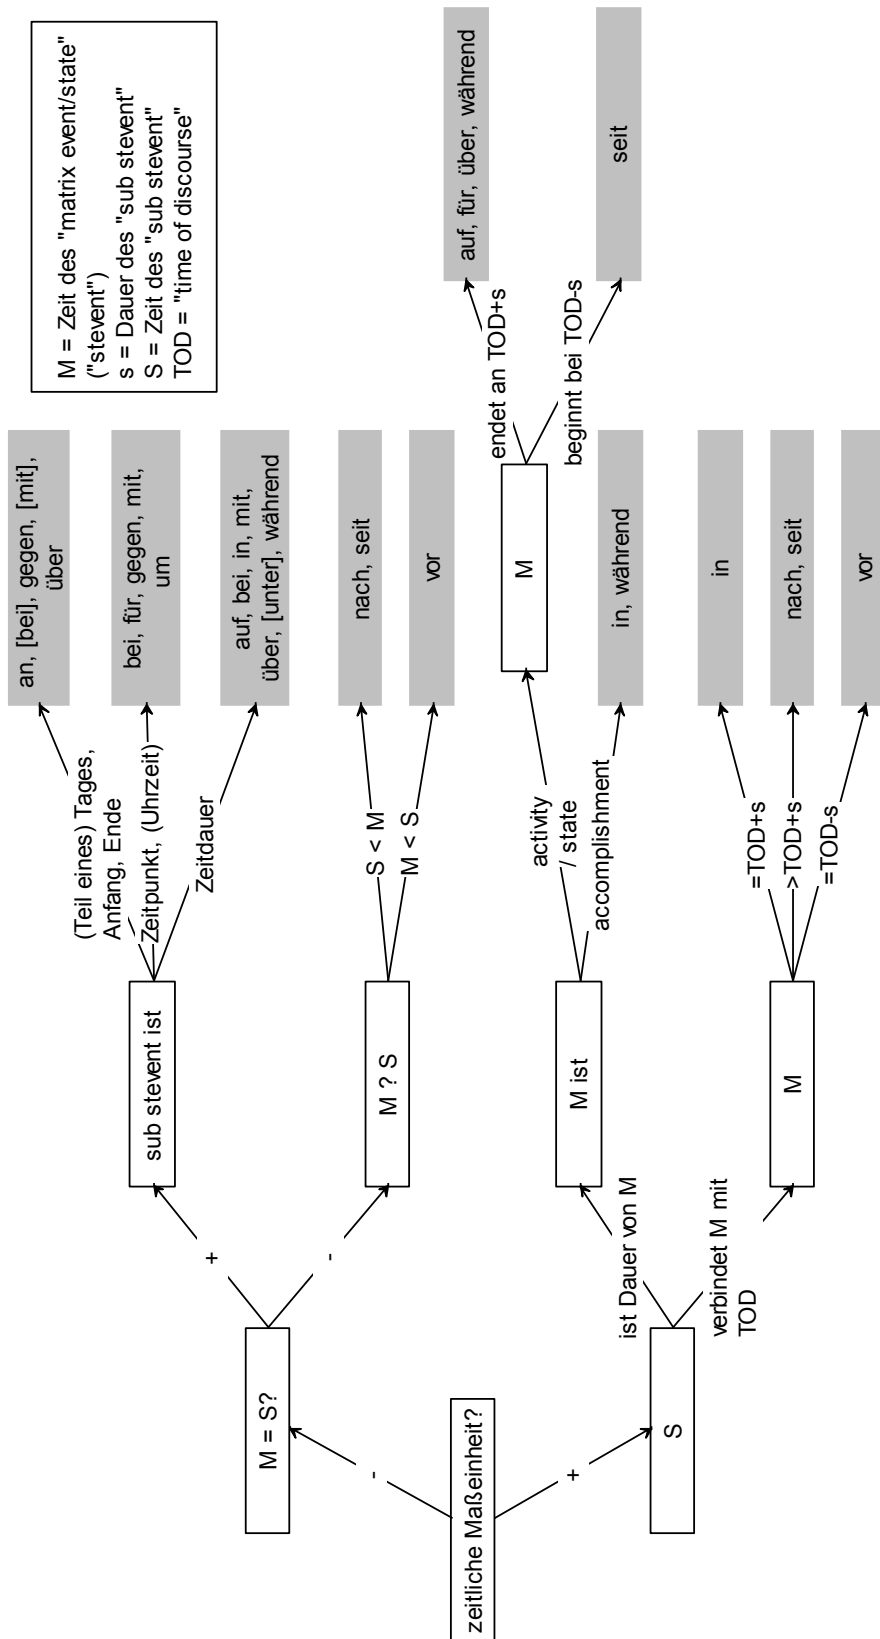 M = Zeit des "matrix event/state"
("stevent")
s = Dauer des "sub stevent"
S = Zeit des "sub stevent"
TOD = "time of discourse"
zeitliche Maßeinheit?
-
+
M = S?
+
-
S
ist Dauer von M
verbindet M mit
TOD
sub stevent ist
(Teil eines) Tages,
Anfang, Ende
Zeitpunkt, (Uhrzeit)
Zeitdauer
an, [bei], gegen, [mit],
über
bei, für, gegen, mit,
um
auf, bei, in, mit,
über, [unter], während
M ? S
S < M
M < S
nach, seit
vor
M ist
activity
/ state
accomplishment
M
endet an TOD+s
beginnt bei TOD-s
auf, für, über, während
seit
in, während
M
=TOD+s
>TOD+s
=TOD-s
in
nach, seit
vor